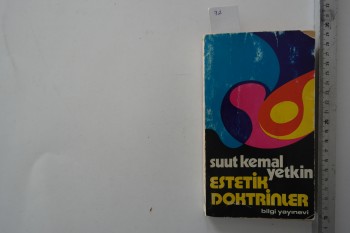 suut kemal
yetkin
ESTETİK
DOKTRİNLER
bilgi yayınevi